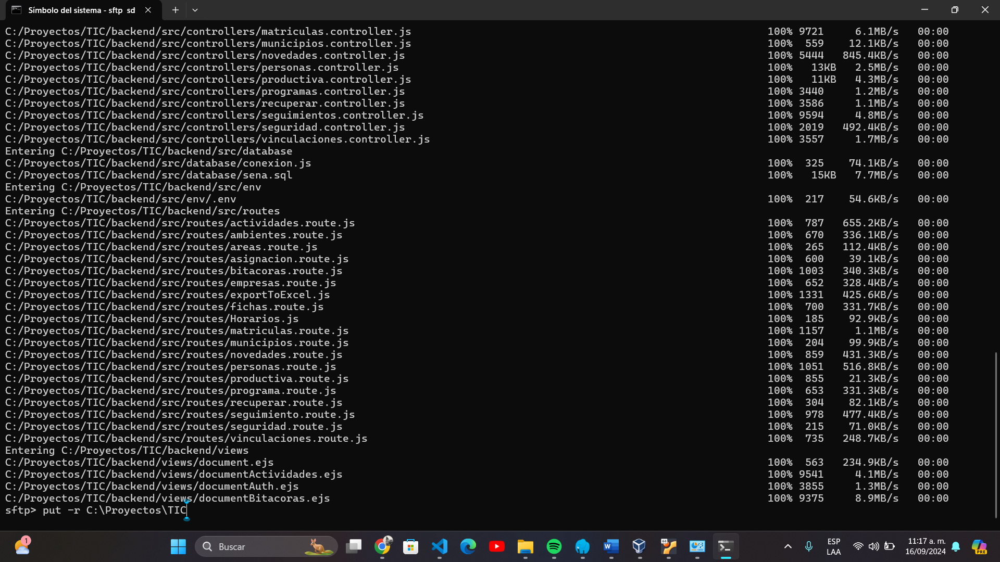 Símbolo del sistema - sftp sd
C:/Proyectos/TIC/backend/src/controllers/matriculas.controller.js 100% 9721 6.1MB/s 00:00
C:/Proyectos/TIC/backend/src/controllers/municipios.controller.js 100% 559 12.1KB/s 00:00
C:/Proyectos/TIC/backend/src/controllers/novedades.controller.js 100% 5444 845.4KB/s 00:00
C:/Proyectos/TIC/backend/src/controllers/personas.controller.js 100% 13KB 2.5MB/s 00:00
C:/Proyectos/TIC/backend/src/controllers/productiva.controller.js 100% 11KB 4.3MB/s 00:00
C:/Proyectos/TIC/backend/src/controllers/programas.controller.js 100% 3440 1.2MB/s 00:00
C:/Proyectos/TIC/backend/src/controllers/recuperar.controller.js 100% 3586 1.1MB/s 00:00
C:/Proyectos/TIC/backend/src/controllers/seguimientos.controller.js 100% 9594 4.8MB/s 00:00
C:/Proyectos/TIC/backend/src/controllers/seguridad.controller.js 100% 2019 492.4KB/s 00:00
C:/Proyectos/TIC/backend/src/controllers/vinculaciones.controller.js 100% 3557 1.7MB/s 00:00
Entering C:/Proyectos/TIC/backend/src/database
C:/Proyectos/TIC/backend/src/database/conexion.js 100% 325 74.1KB/s 00:00
C:/Proyectos/TIC/backend/src/database/sena.sql 100% 15KB 7.7MB/s 00:00
Entering C:/Proyectos/TIC/backend/src/env
C:/Proyectos/TIC/backend/src/env/.env 100% 217 54.6KB/s 00:00
Entering C:/Proyectos/TIC/backend/src/routes
C:/Proyectos/TIC/backend/src/routes/actividades.route.js 100% 787 655.2KB/s 00:00
C:/Proyectos/TIC/backend/src/routes/ambientes.route.js 100% 670 336.1KB/s 00:00
C:/Proyectos/TIC/backend/src/routes/areas.route.js 100% 265 112.4KB/s 00:00
C:/Proyectos/TIC/backend/src/routes/asignacion.route.js 100% 600 39.1KB/s 00:00
C:/Proyectos/TIC/backend/src/routes/bitacoras.route.js 100% 1003 340.3KB/s 00:00
C:/Proyectos/TIC/backend/src/routes/empresas.route.js 100% 652 328.4KB/s 00:00
C:/Proyectos/TIC/backend/src/routes/exportToExcel.js 100% 1331 425.6KB/s 00:00
C:/Proyectos/TIC/backend/src/routes/fichas.route.js 100% 700 331.7KB/s 00:00
C:/Proyectos/TIC/backend/src/routes/Horarios.js 100% 185 92.9KB/s 00:00
C:/Proyectos/TIC/backend/src/routes/matriculas.route.js 100% 1157 1.1MB/s 00:00
C:/Proyectos/TIC/backend/src/routes/municipios.route.js 100% 204 99.9KB/s 00:00
C:/Proyectos/TIC/backend/src/routes/novedades.route.js 100% 859 431.3KB/s 00:00
C:/Proyectos/TIC/backend/src/routes/personas.route.js 100% 1051 516.8KB/s 00:00
C:/Proyectos/TIC/backend/src/routes/productiva.route.js 100% 855 21.3KB/s 00:00
C:/Proyectos/TIC/backend/src/routes/programa.route.js 100% 653 331.3KB/s 00:00
C:/Proyectos/TIC/backend/src/routes/recuperar.route.js 100% 304 82.1KB/s 00:00
C:/Proyectos/TIC/backend/src/routes/seguimiento.route.js 100% 978 477.4KB/s 00:00
C:/Proyectos/TIC/backend/src/routes/seguridad.route.js 100% 215 71.0KB/s 00:00
C:/Proyectos/TIC/backend/src/routes/vinculaciones.route.js 100% 735 248.7KB/s 00:00
Entering C:/Proyectos/TIC/backend/views
C:/Proyectos/TIC/backend/views/document.ejs 100% 563 234.9KB/s 00:00
C:/Proyectos/TIC/backend/views/documentActividades.ejs 100% 9541 4.1MB/s 00:00
C:/Proyectos/TIC/backend/views/documentAuth.ejs 100% 3855 1.3MB/s 00:00
C:/Proyectos/TIC/backend/views/documentBitacoras.ejs 100% 9375 8.9MB/s 00:00
sftp> put -r C:\Proyectos\TIC
1
Buscar
64
ESP
LAA
11:17 a. m.
16/09/2024
PRE